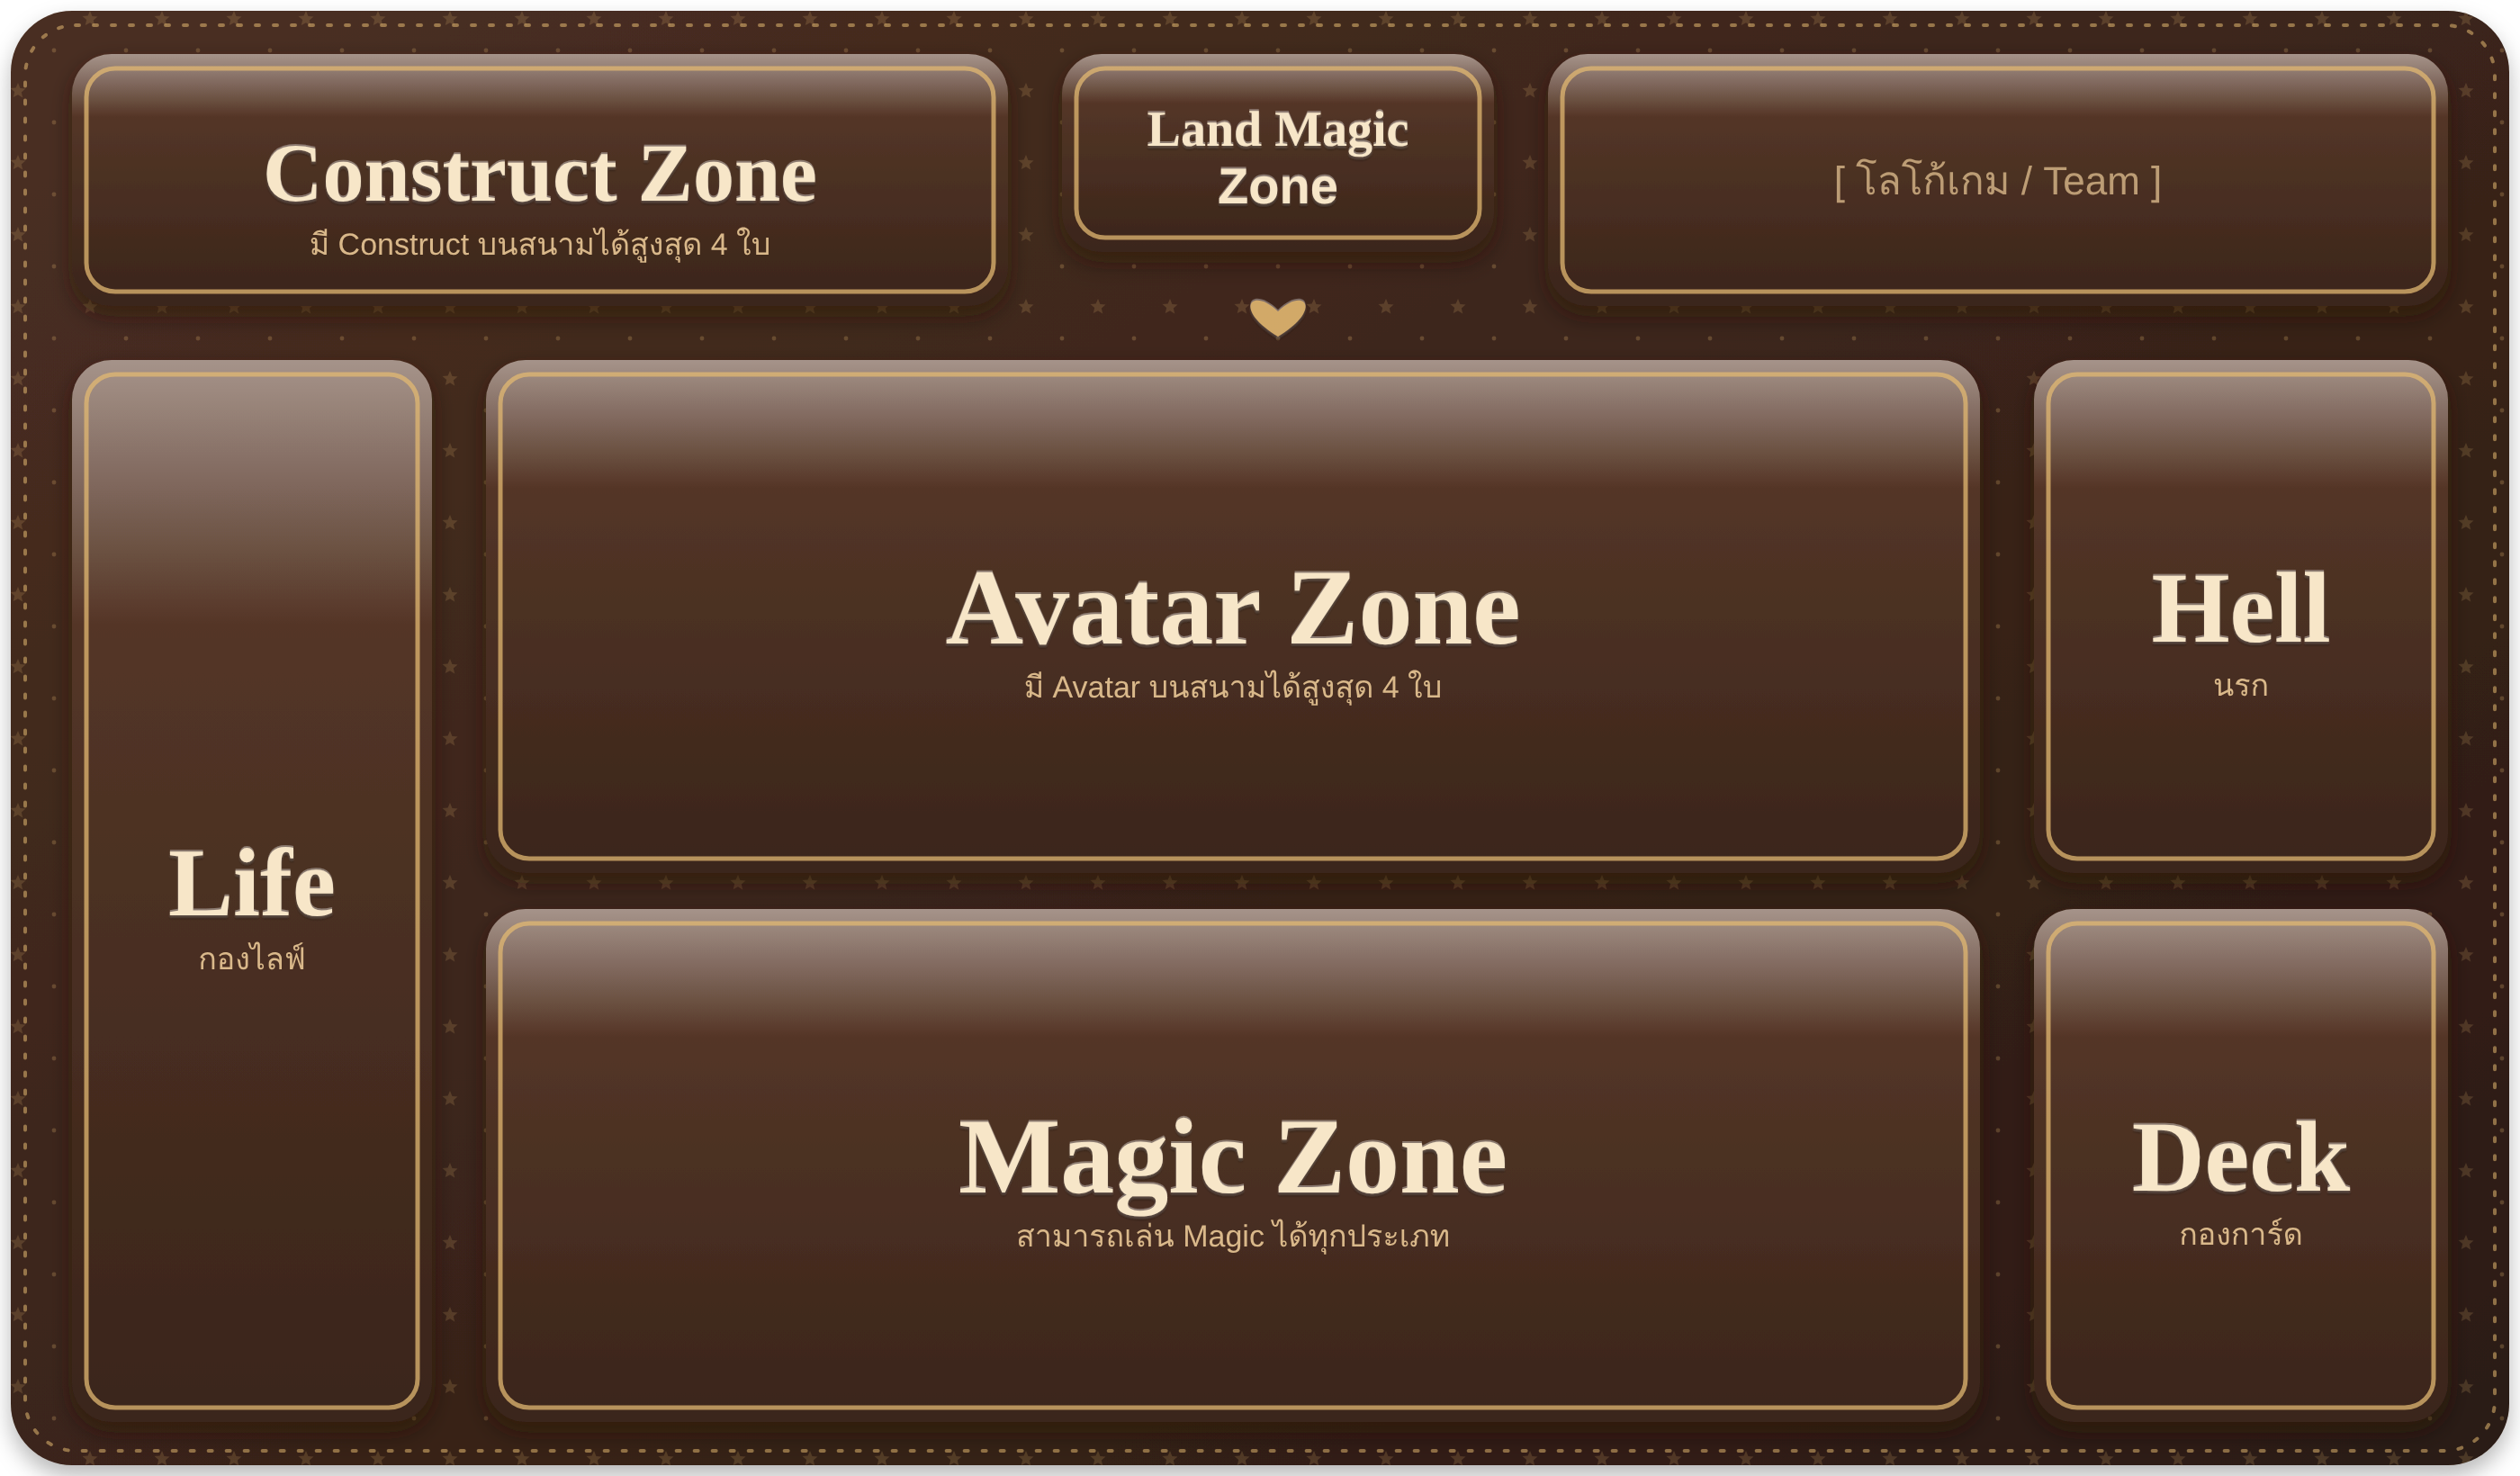 Construct Zone
มี Construct บนสนามได้สูงสุด 4 ใบ
Land Magic
Zone
[ โลโก้เกม / Team ]
Life
กองไลฟ์
Avatar Zone
มี Avatar บนสนามได้สูงสุด 4 ใบ
Hell
นรก
Magic Zone
สามารถเล่น Magic ได้ทุกประเภท
Deck
กองการ์ด